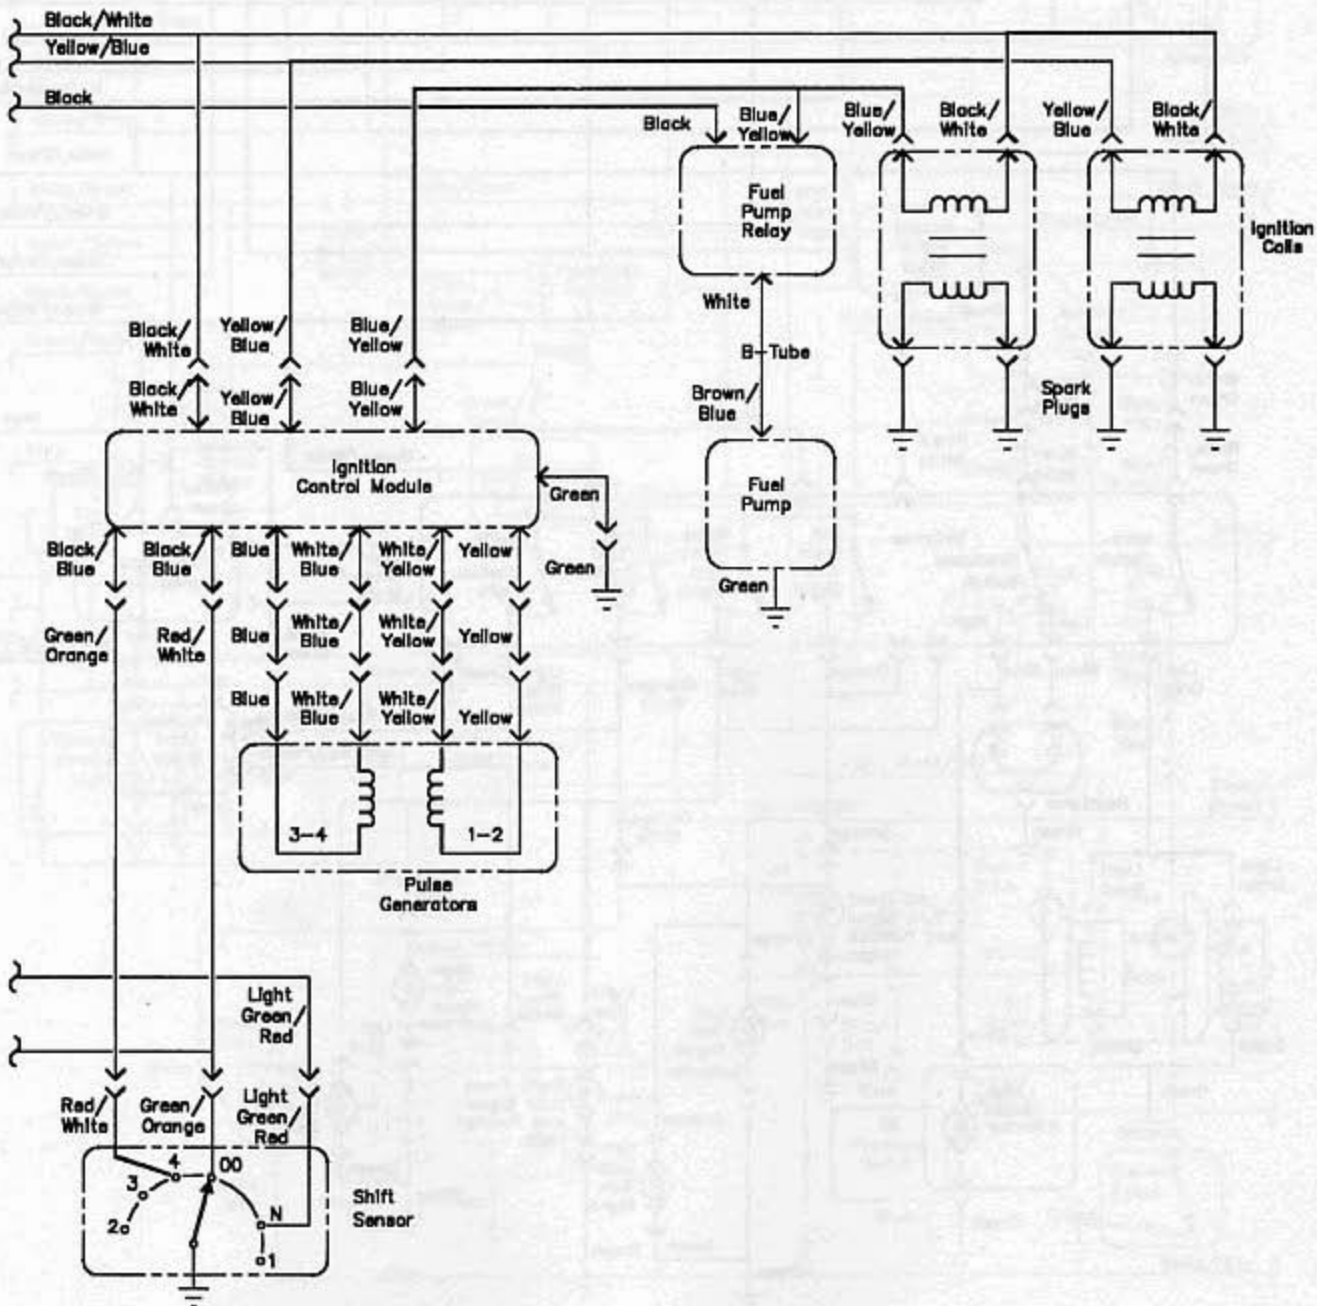 Black/White
Yellow/Blue
Black
Black
Blue/
Yellow
Blue/
Yellow
Black/
White
Yellow/
Blue
Black/
White
Fuel
Pump
Relay
Ignition
Coils
White
B-Tube
Brown/
Blue
Spark
Plugs
Black/
White
Yellow/
Blue
Blue/
Yellow
Black/
White
Yellow/
Blue
Blue/
Yellow
Ignition
Control Module
Green
Green
Fuel
Pump
Green
Black/
Blue
Black/
Blue
Blue
White/
Blue
White/
Yellow
Yellow
Green/
Orange
Red/
White
Blue
White/
Blue
White/
Yellow
Yellow
Blue
White/
Blue
White/
Yellow
Yellow
3-4
1-2
Pulse
Generators
Light
Green/
Red
Red/
White
Green/
Orange
Light
Green/
Red
4
OD
3
2
N
1
Shift
Sensor